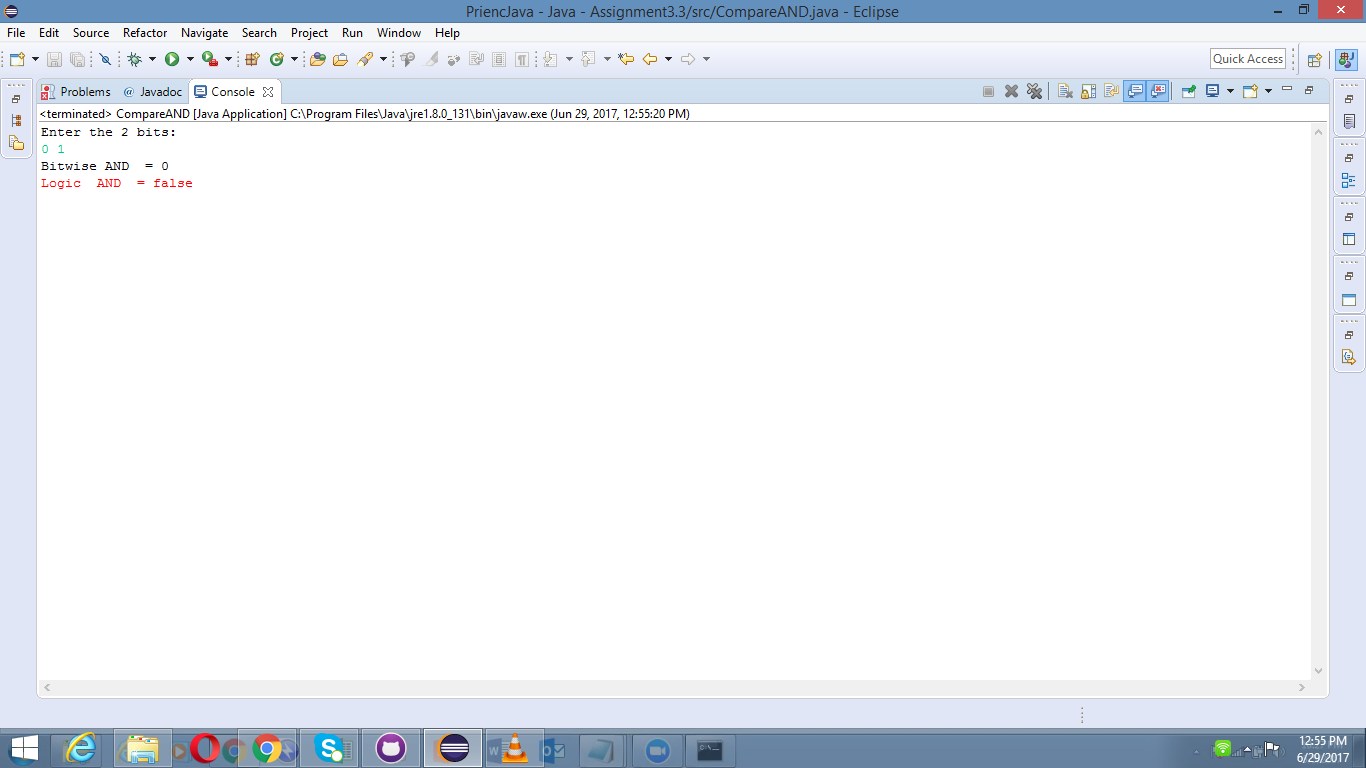 PriencJava - Java - Assignment3.3/src/CompareAND.java - Eclipse
File Edit Source Refactor Navigate Search Project Run Window Help
Quick Access
Problems @ Javadoc Console
<terminated> CompareAND [Java Application] C:\Program Files\Java\jre1.8.0_131\bin\javaw.exe (Jun 29, 2017, 12:55:20 PM)
Enter the 2 bits:
0 1
Bitwise AND  = 0
Logic  AND  = false
12:55 PM
6/29/2017